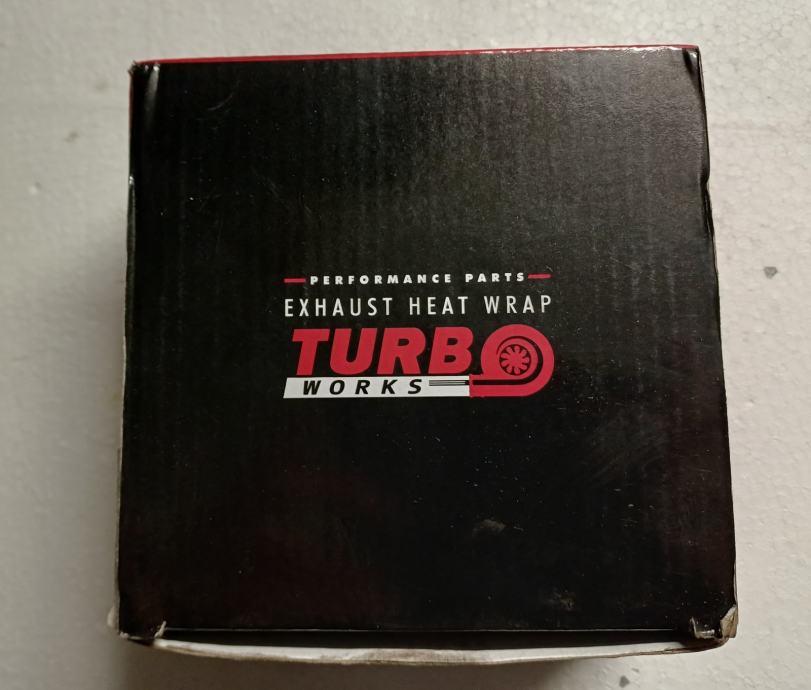 PERFORMANCE PARTS
EXHAUST HEAT WRAP
TURBO
WORKS